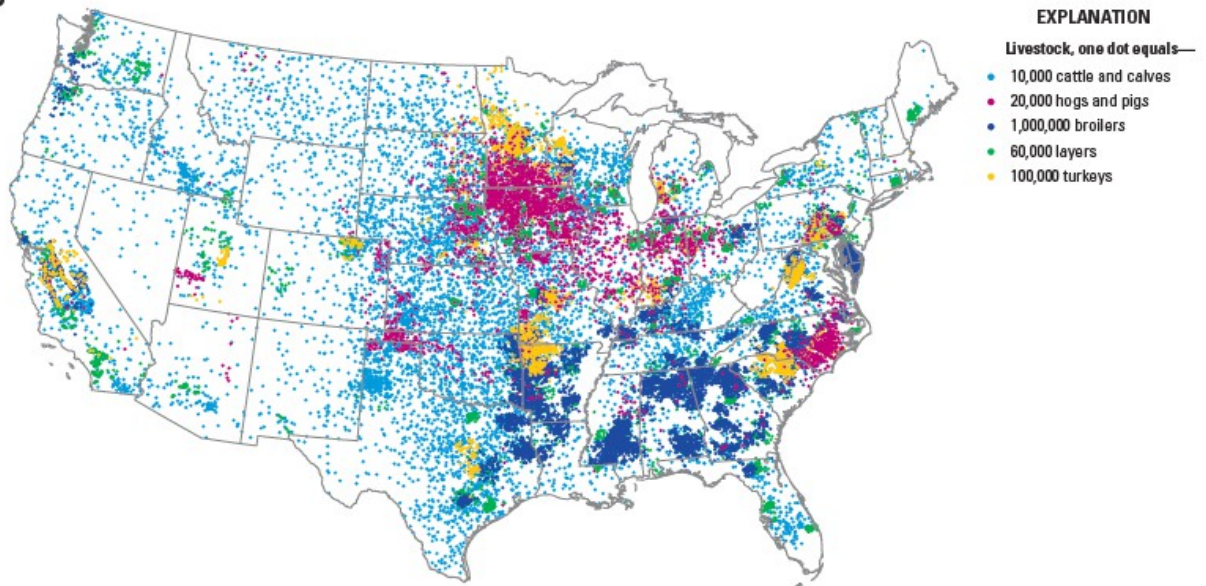 EXPLANATION
Livestock, one dot equals—
10,000 cattle and calves
20,000 hogs and pigs
1,000,000 broilers
60,000 layers
100,000 turkeys